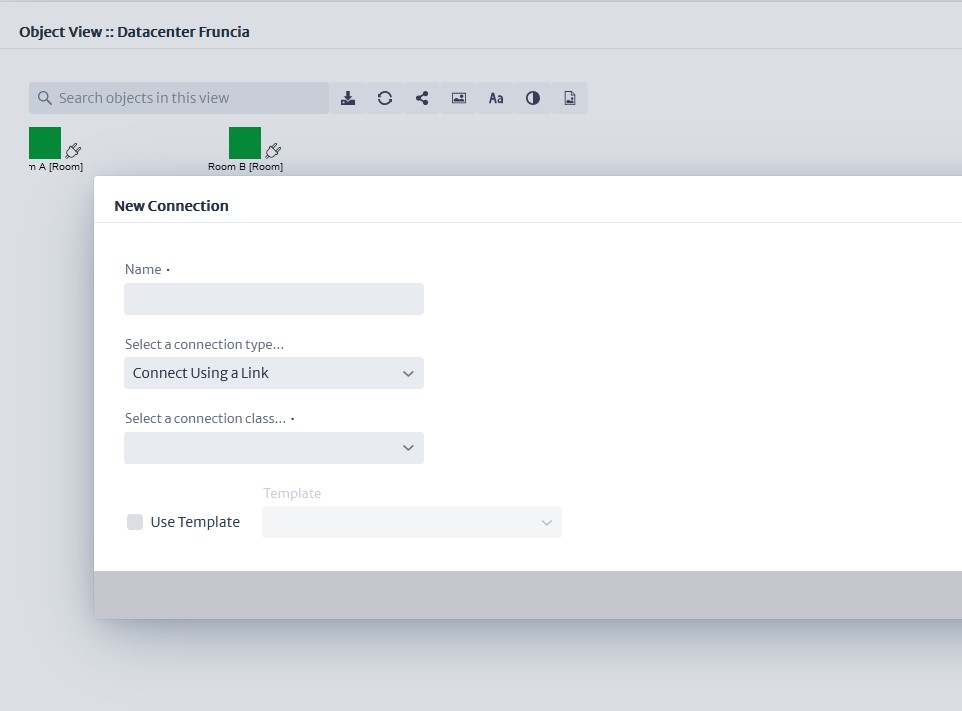 Object View :: Datacenter Fruncia
Search objects in this view
Aa
m A [Room]
Room B [Room]
New Connection
Name •
Select a connection type...
Connect Using a Link
Select a connection class... •
Template
Use Template